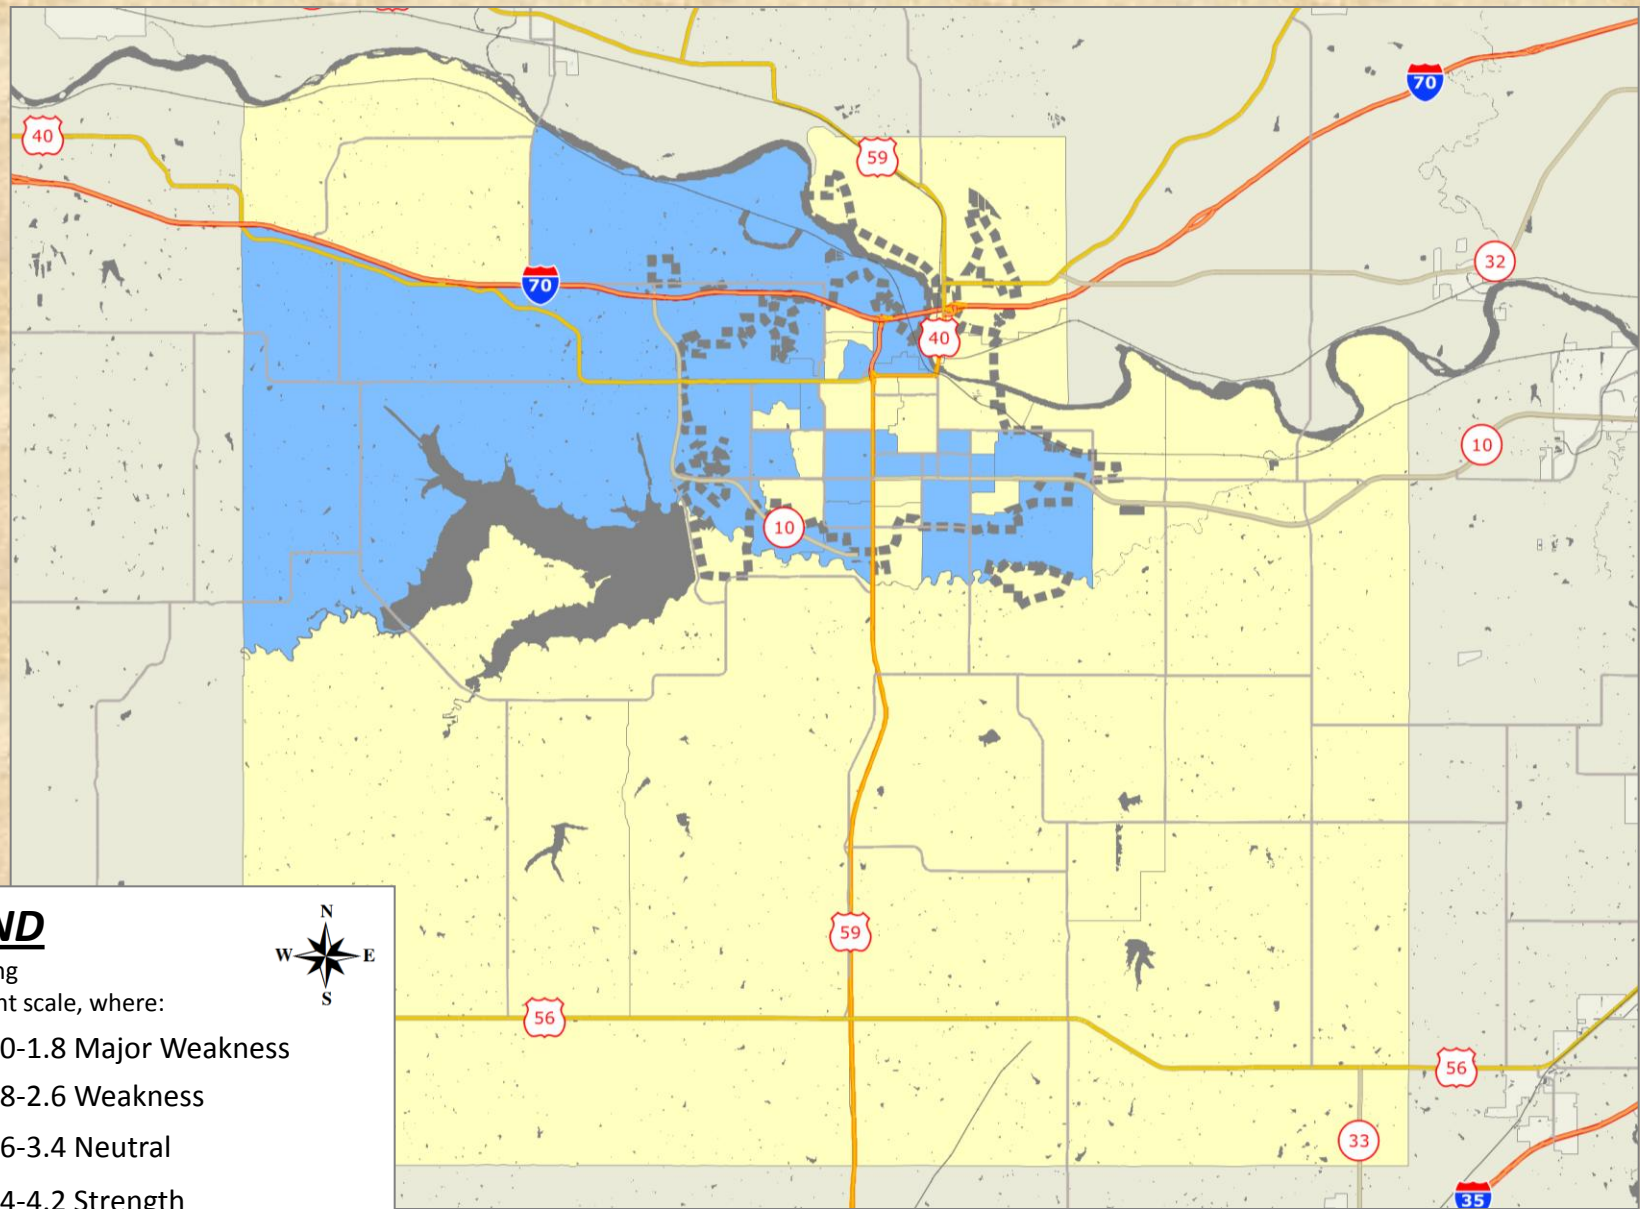 70
40
59
32
70
40
10
10
59
56
56
33
35
ND
N
W E
S
ng
nt scale, where:
0-1.8 Major Weakness
8-2.6 Weakness
6-3.4 Neutral
4-4.2 Strength